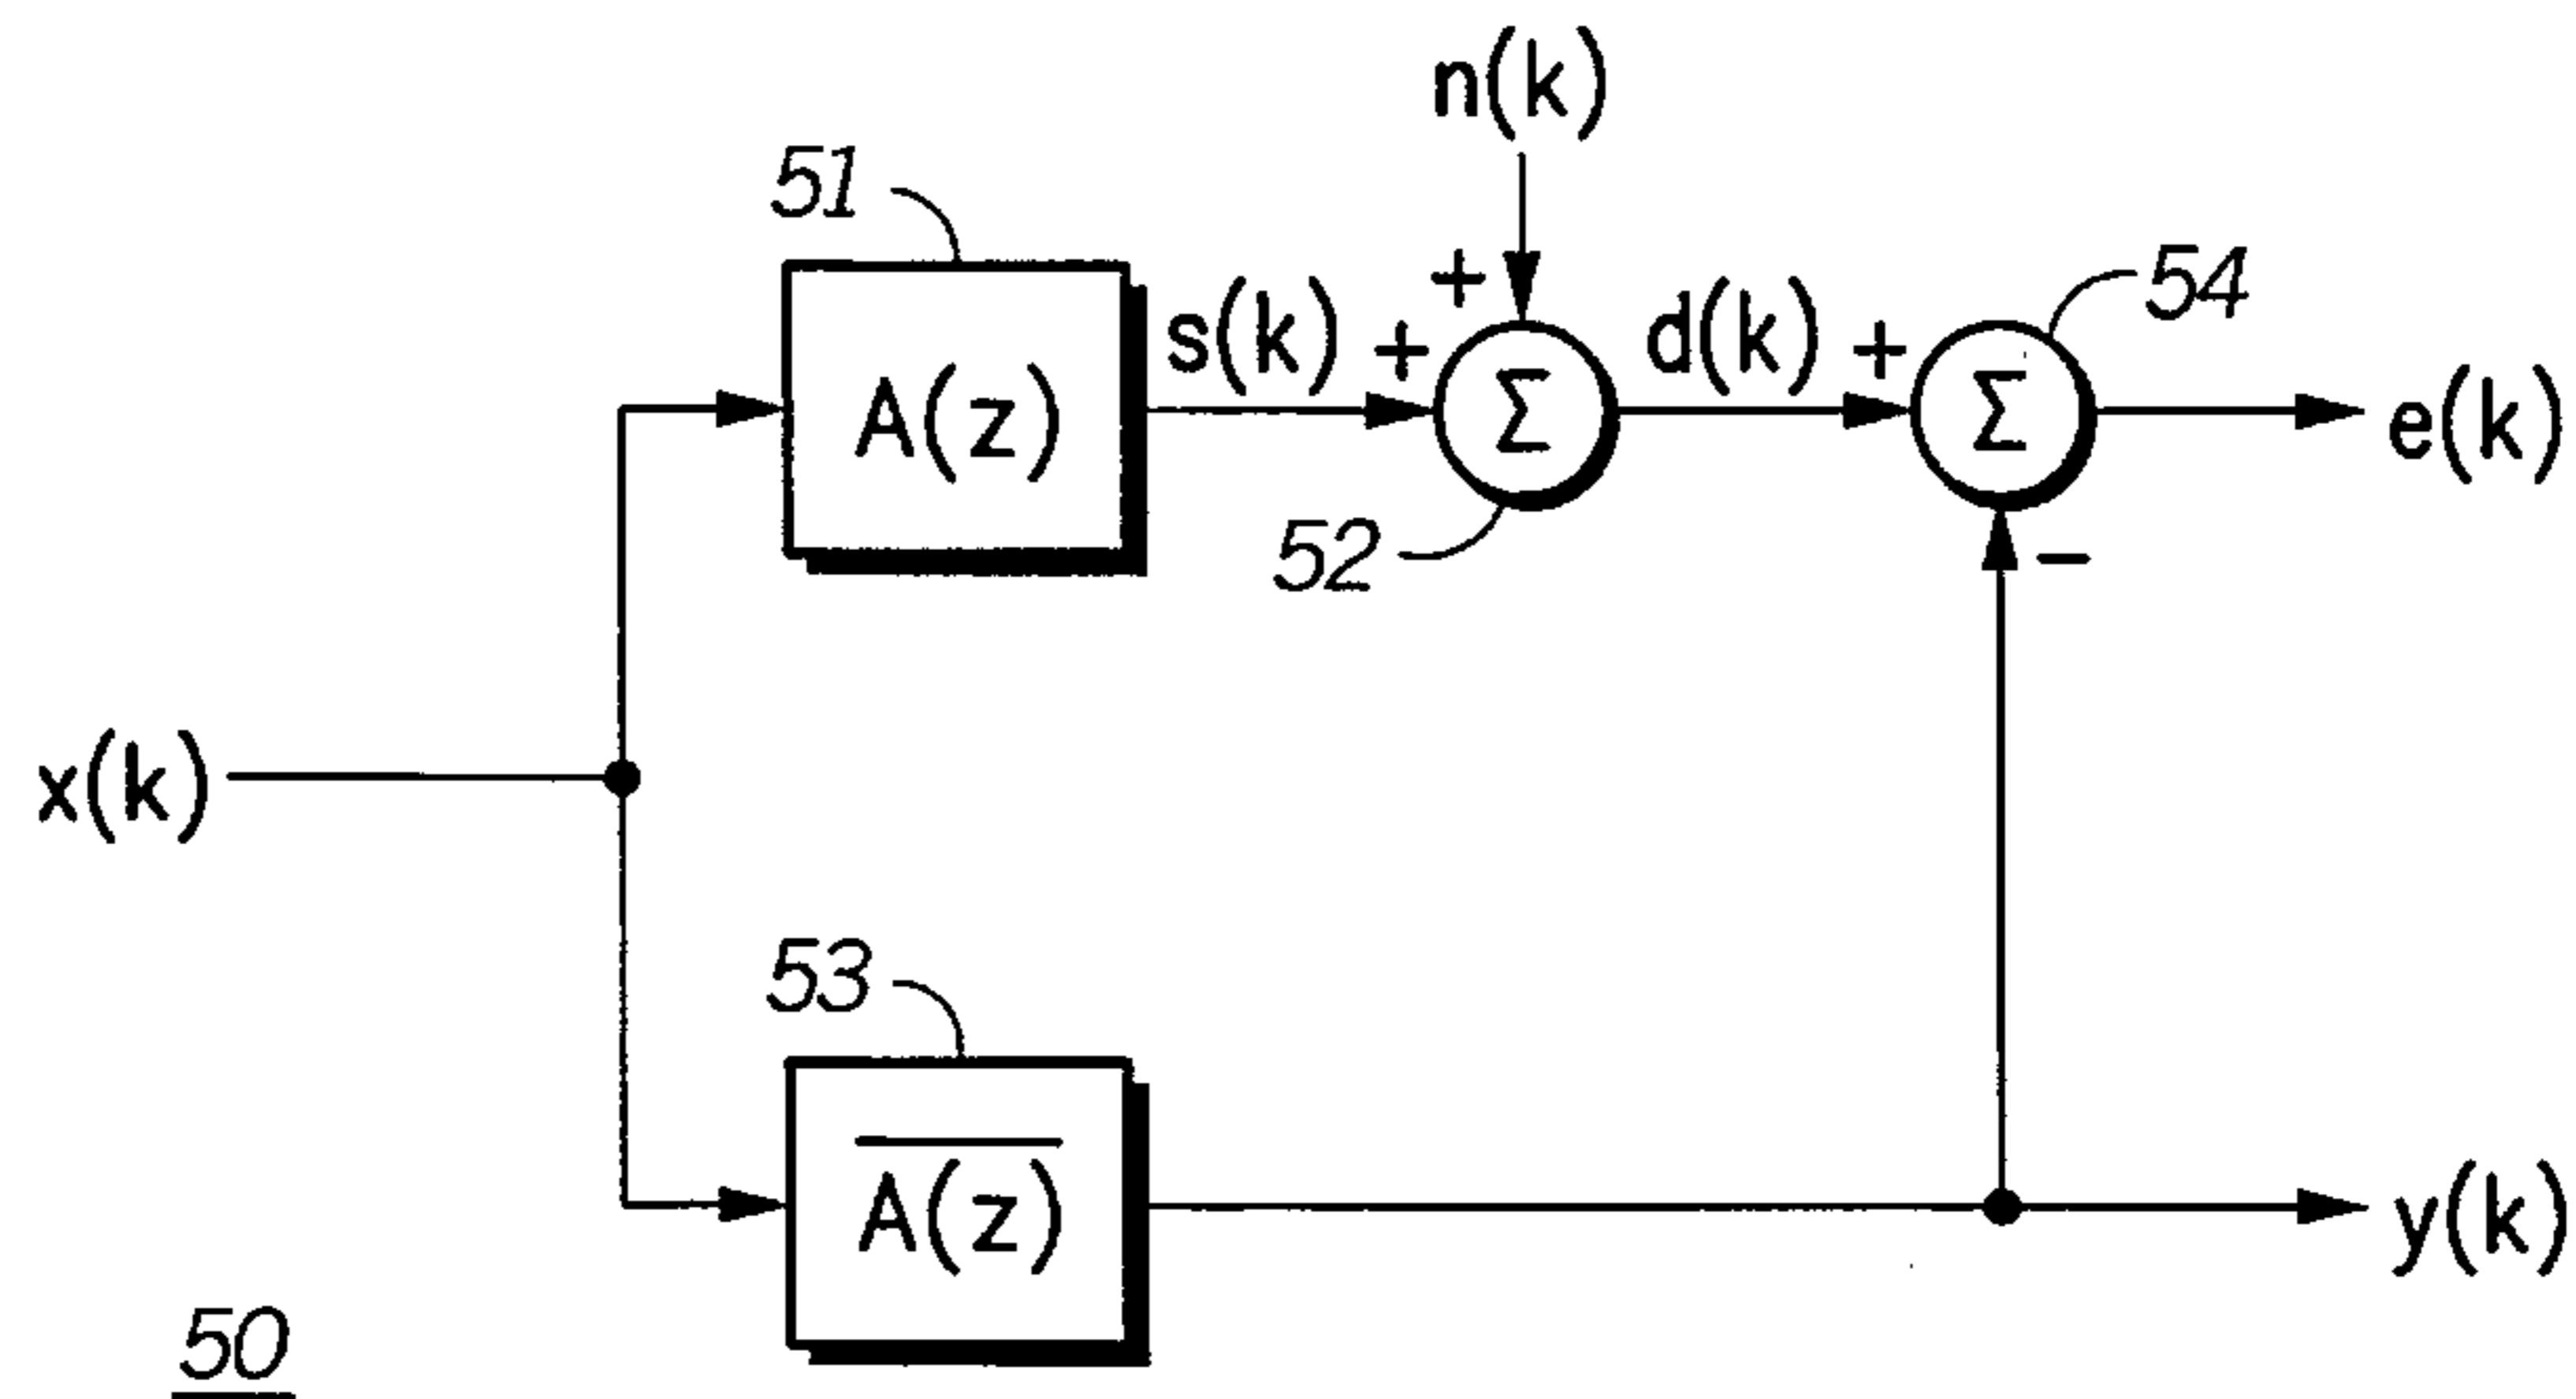 n(k)
51
+
54
s(k)
+
d(k)
+
A(z)
Σ
Σ
e(k)
52
−
x(k)
53
A̅(̅z̅)̅
y(k)
50